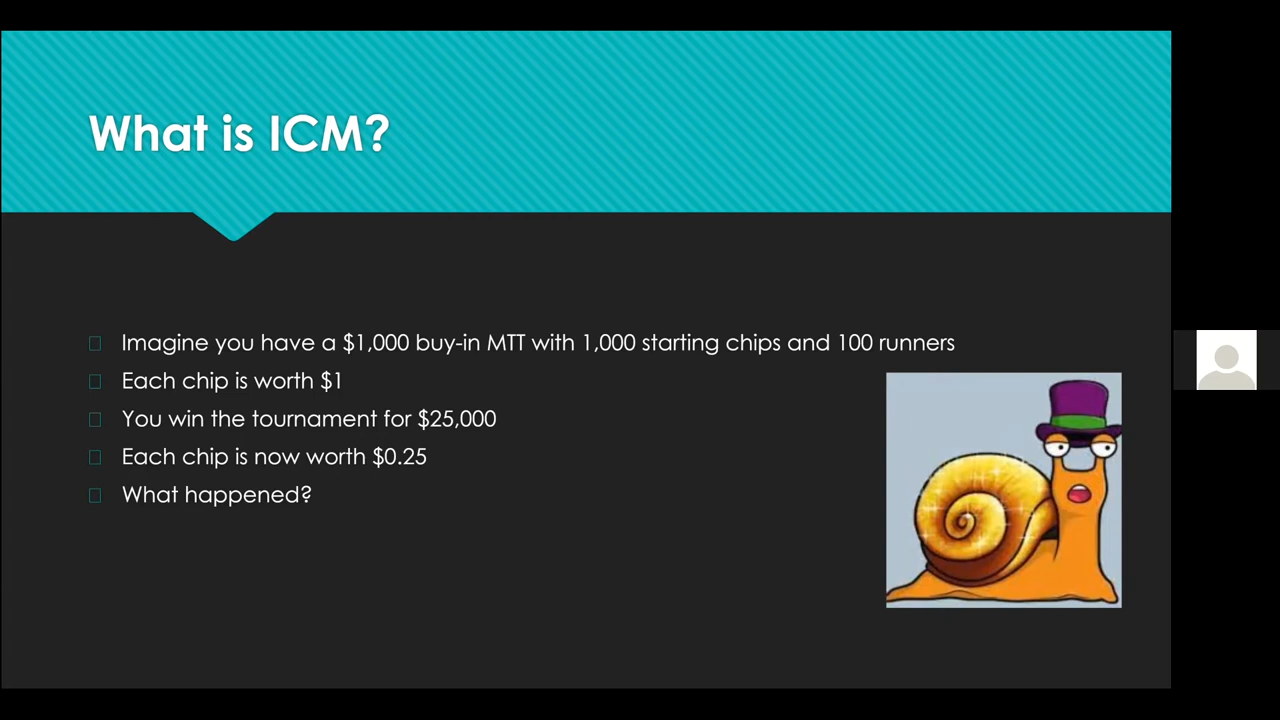 What is ICM?
Imagine you have a $1,000 buy-in MTT with 1,000 starting chips and 100 runners
Each chip is worth $1
You win the tournament for $25,000
Each chip is now worth $0.25
What happened?